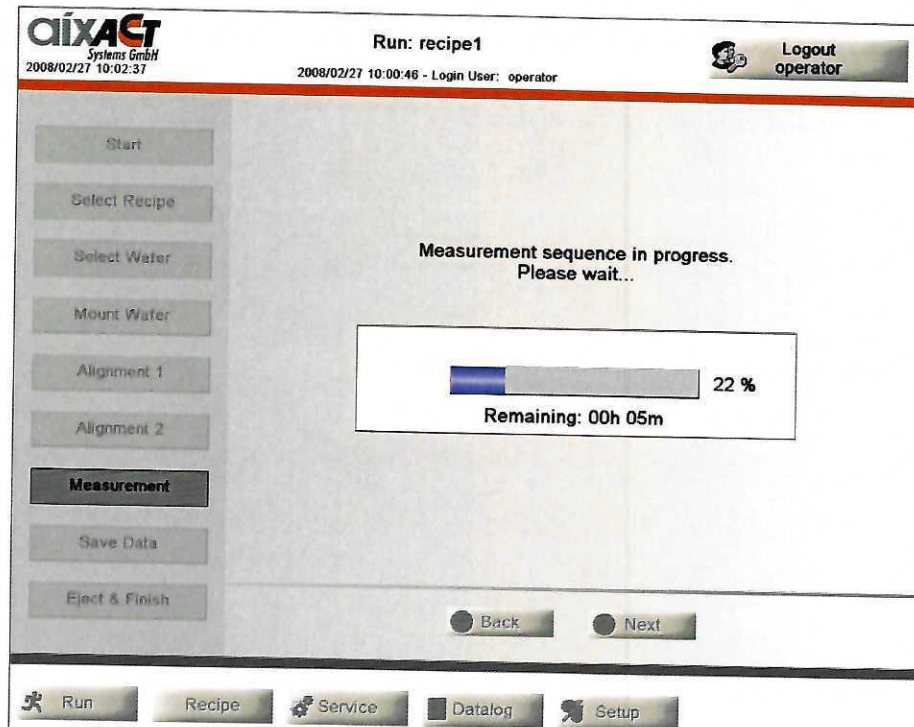 aixACT
Systems GmbH
2008/02/27 10:02:37
Run: recipe1
2008/02/27 10:00:46 - Login User: operator
Logout
operator
Start
Select Recipe
Select Wafer
Mount Wafer
Alignment 1
Alignment 2
Measurement
Save Data
Eject & Finish
Measurement sequence in progress.
Please wait...
22 %
Remaining: 00h 05m
Back
Next
Run
Recipe
Service
Datalog
Setup